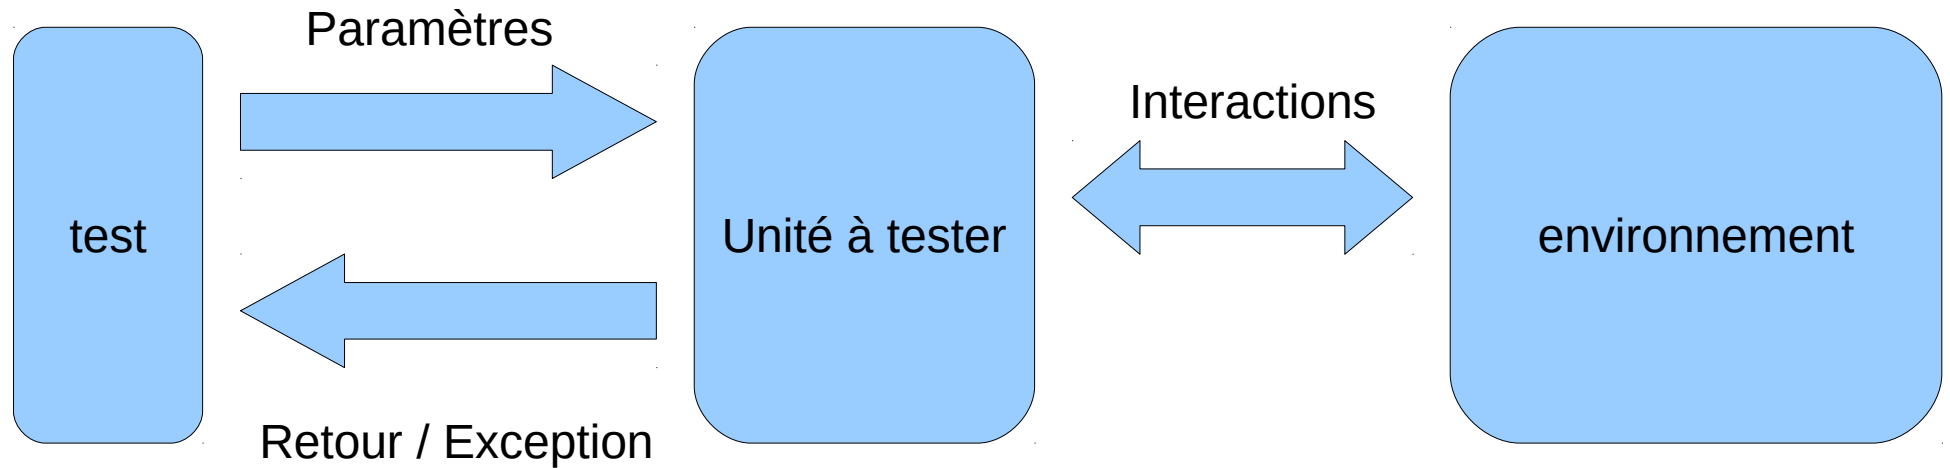 Paramètres
Interactions
test
Unité à tester
environnement
Retour / Exception